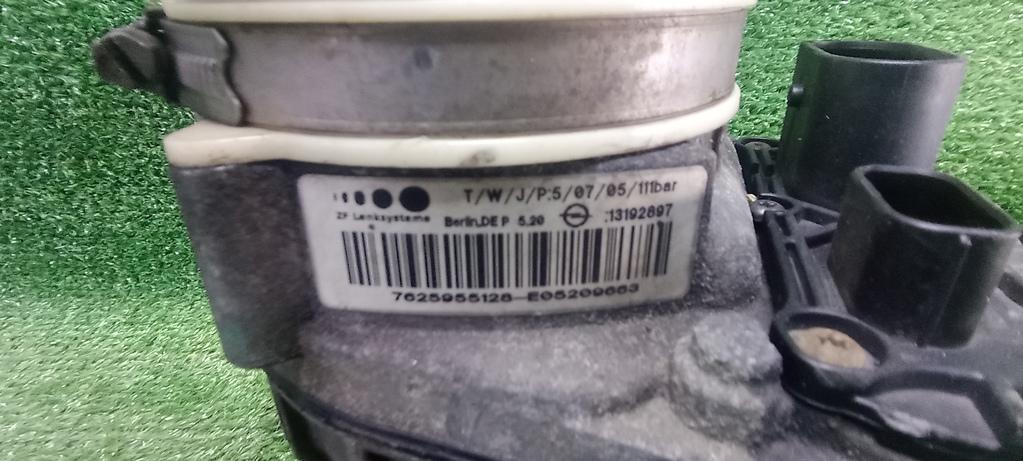 T/W/J/P:5/07/05/111bar
ZF Lenksysteme Berlin,DE P 5.20 :13192897
7625955128-E05209663